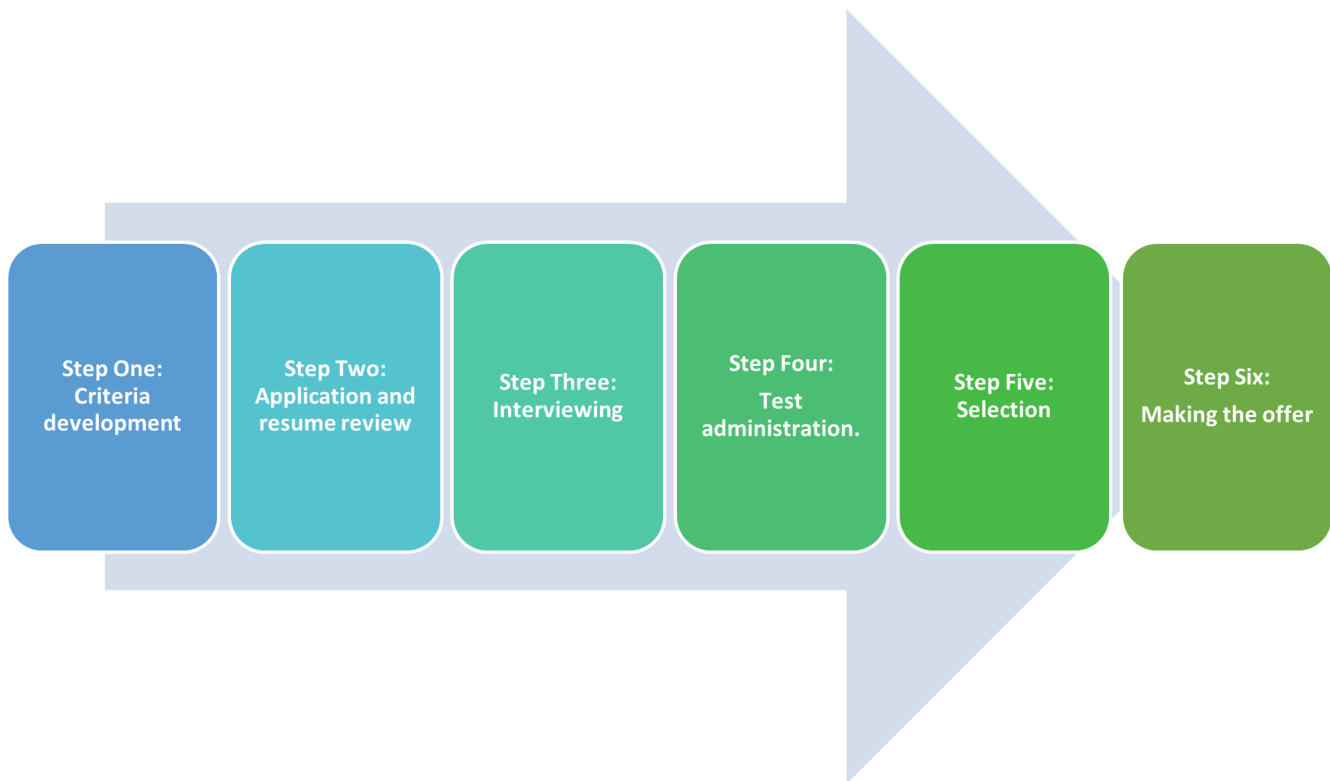 Step One:
Criteria
development
Step Two:
Application and
resume review
Step Three:
Interviewing
Step Four:
Test
administration.
Step Five:
Selection
Step Six:
Making the offer